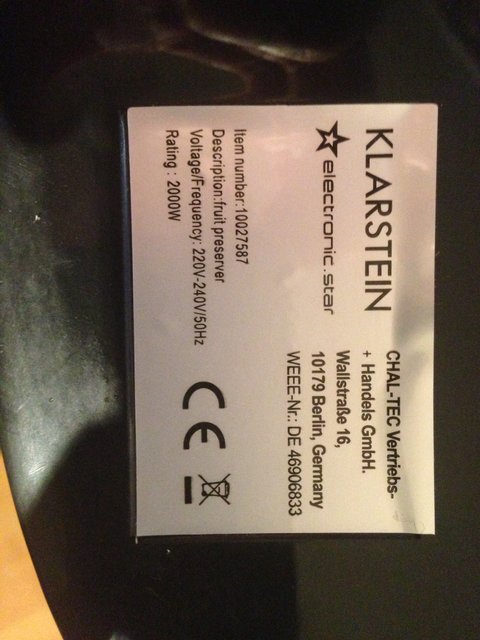 KLARSTEIN
electronic.star
CHAL-TEC Vertriebs-
+ Handels GmbH.
Wallstraße 16,
10179 Berlin, Germany
WEEE-Nr.: DE 46906833
Item number:10027587
Description:fruit preserver
Voltage/Frequency: 220V-240V/50Hz
Rating : 2000W
CE